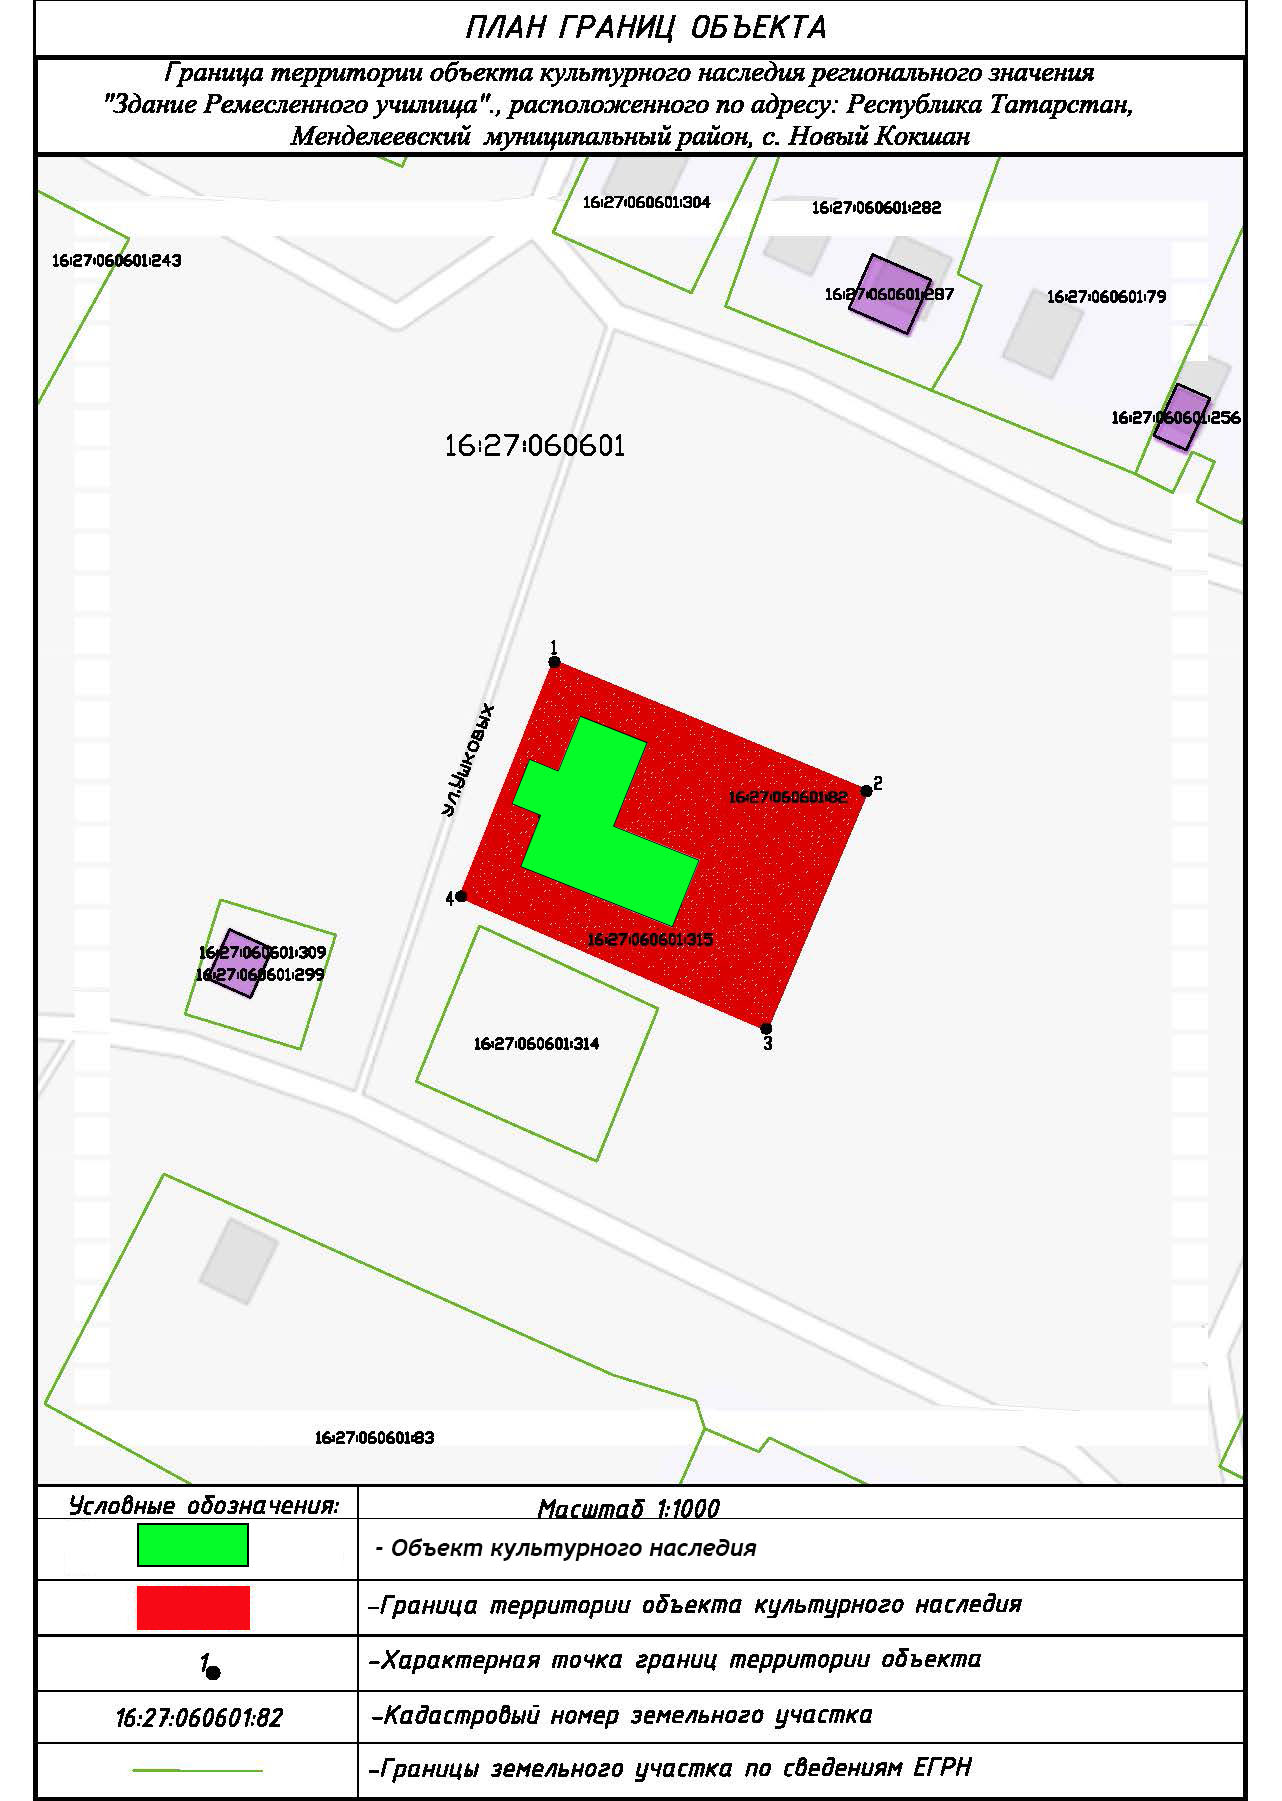 ПЛАН ГРАНИЦ ОБЪЕКТА
Граница территории объекта культурного наследия регионального значения
"Здание Ремесленного училища"., расположенного по адресу: Республика Татарстан,
Менделеевский муниципальный район, с. Новый Кокшан
16:27:060601:304
16:27:060601:282
16:27:060601:243
16:27:060601:287
16:27:060601:79
16:27:060601:256
16:27:060601
1
Ул.Ушковых
2
16:27:060601:82
4
16:27:060601:315
16:27:060601:309
16:27:060601:299
16:27:060601:314
3
16:27:060601:83
Условные обозначения:
Масштаб 1:1000
- Объект культурного наследия
-Граница территории объекта культурного наследия
1
-Характерная точка границ территории объекта
16:27:060601:82
-Кадастровый номер земельного участка
-Границы земельного участка по сведениям ЕГРН